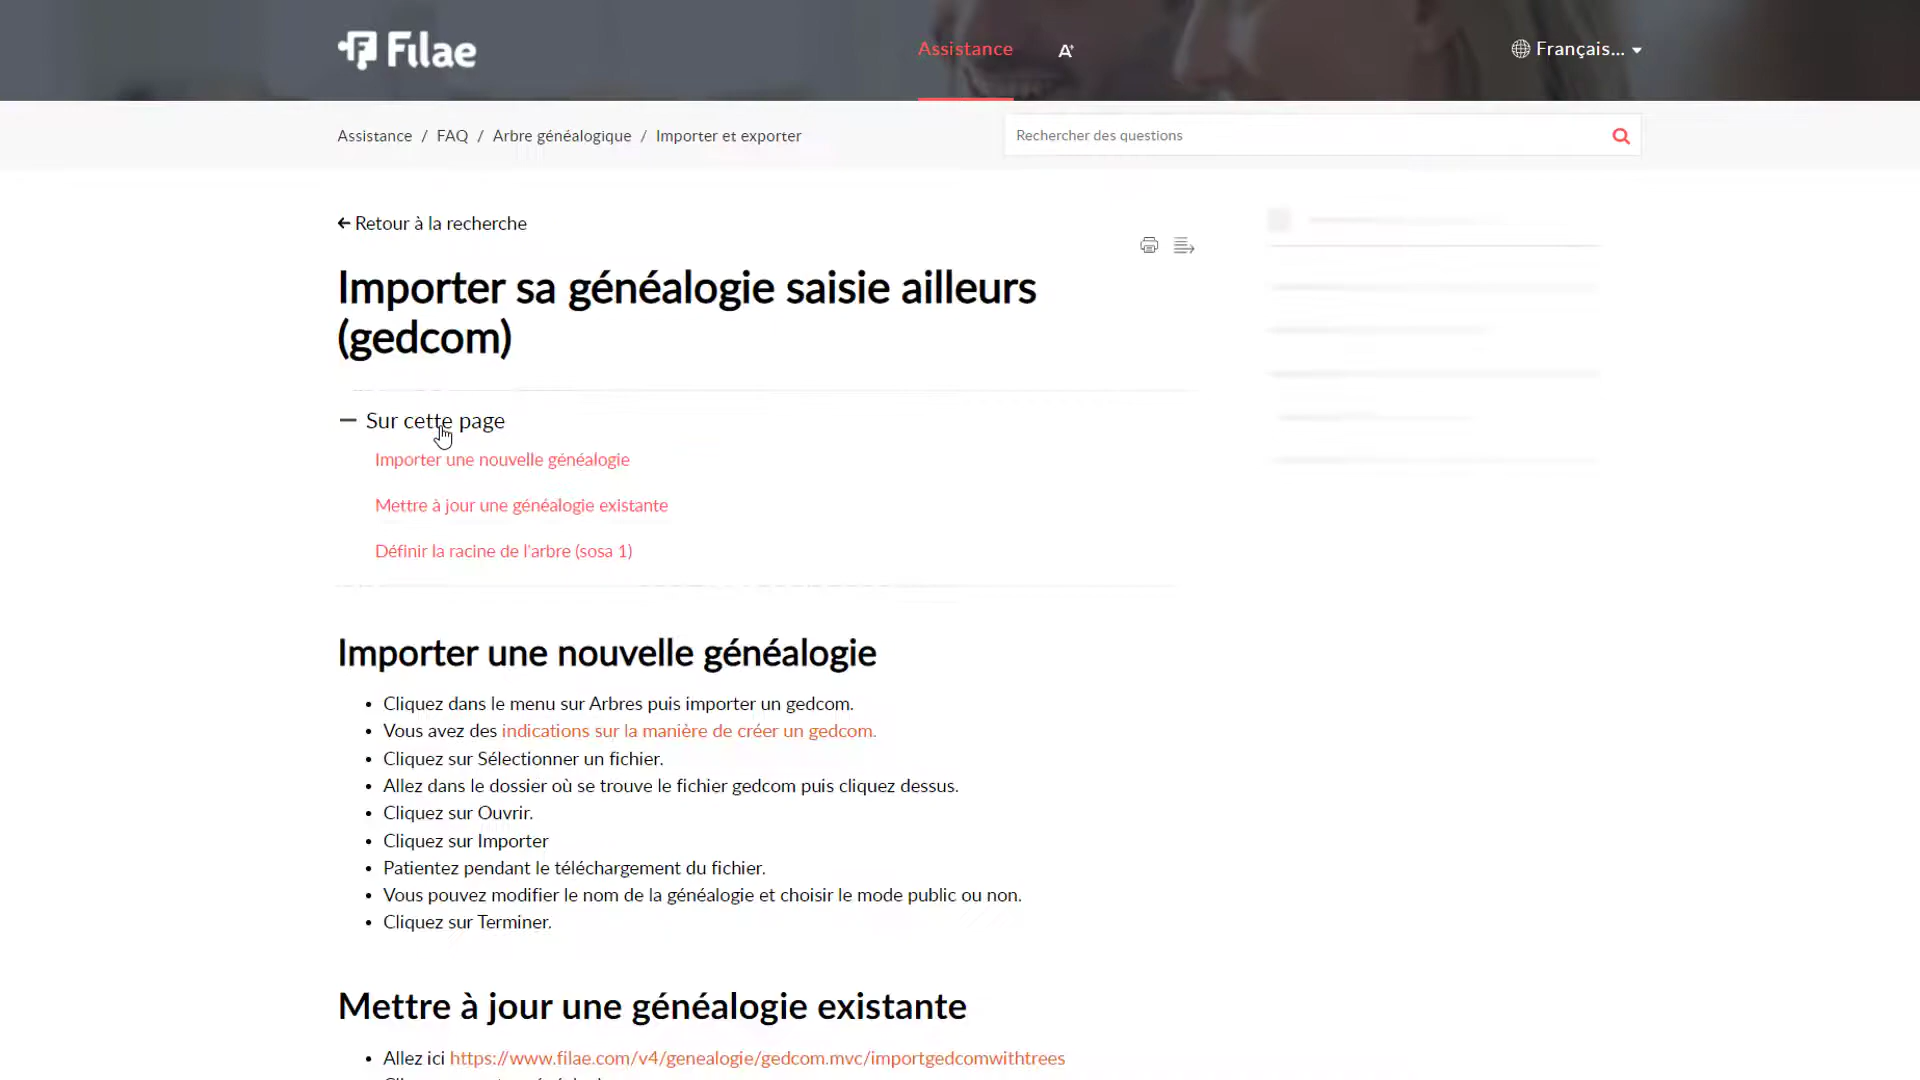 Filae
Assistance
A+
Français...
Assistance / FAQ / Arbre généalogique / Importer et exporter
Rechercher des questions
Retour à la recherche
Importer sa généalogie saisie ailleurs
(gedcom)
Sur cette page
Importer une nouvelle généalogie
Mettre à jour une généalogie existante
Définir la racine de l'arbre (sosa 1)
Importer une nouvelle généalogie
• Cliquez dans le menu sur Arbres puis importer un gedcom.
• Vous avez des indications sur la manière de créer un gedcom.
• Cliquez sur Sélectionner un fichier.
• Allez dans le dossier où se trouve le fichier gedcom puis cliquez dessus.
• Cliquez sur Ouvrir.
• Cliquez sur Importer
• Patientez pendant le téléchargement du fichier.
• Vous pouvez modifier le nom de la généalogie et choisir le mode public ou non.
• Cliquez sur Terminer.
Mettre à jour une généalogie existante
• Allez ici https://www.filae.com/v4/genealogie/gedcom.mvc/importgedcomwithtrees